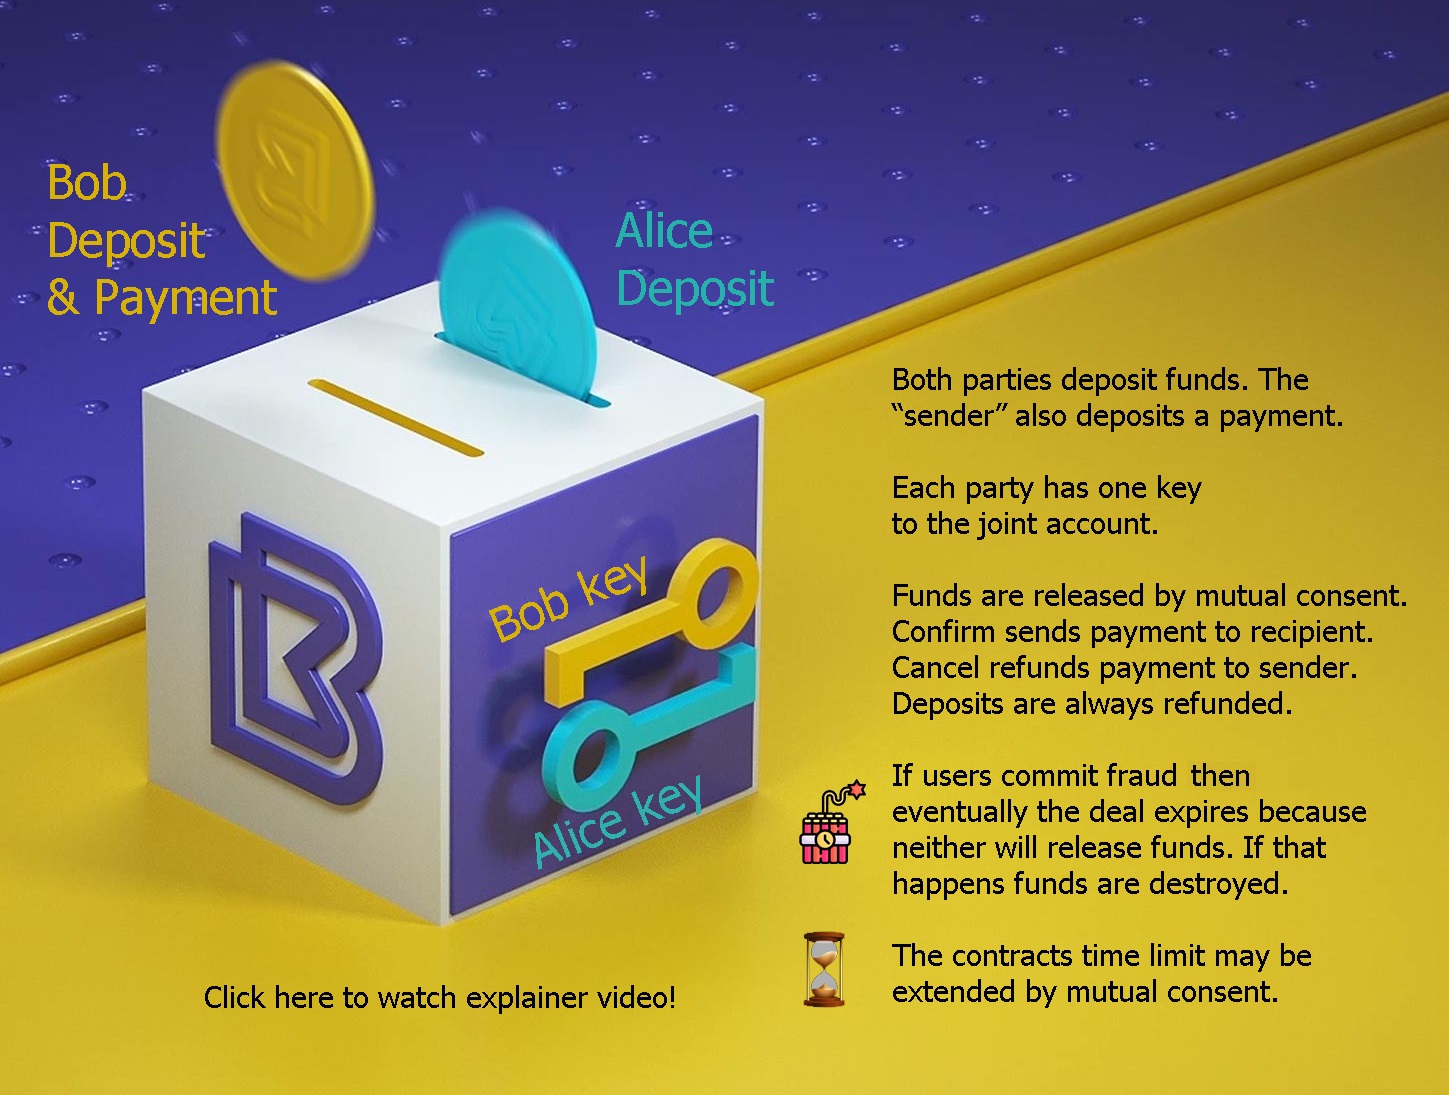 Bob
Deposit
& Payment
Alice
Deposit
Bob key
Alice key
Click here to watch explainer video!
Both parties deposit funds. The
“sender” also deposits a payment.
Each party has one key
to the joint account.
Funds are released by mutual consent.
Confirm sends payment to recipient.
Cancel refunds payment to sender.
Deposits are always refunded.
If users commit fraud then
eventually the deal expires because
neither will release funds. If that
happens funds are destroyed.
The contracts time limit may be
extended by mutual consent.